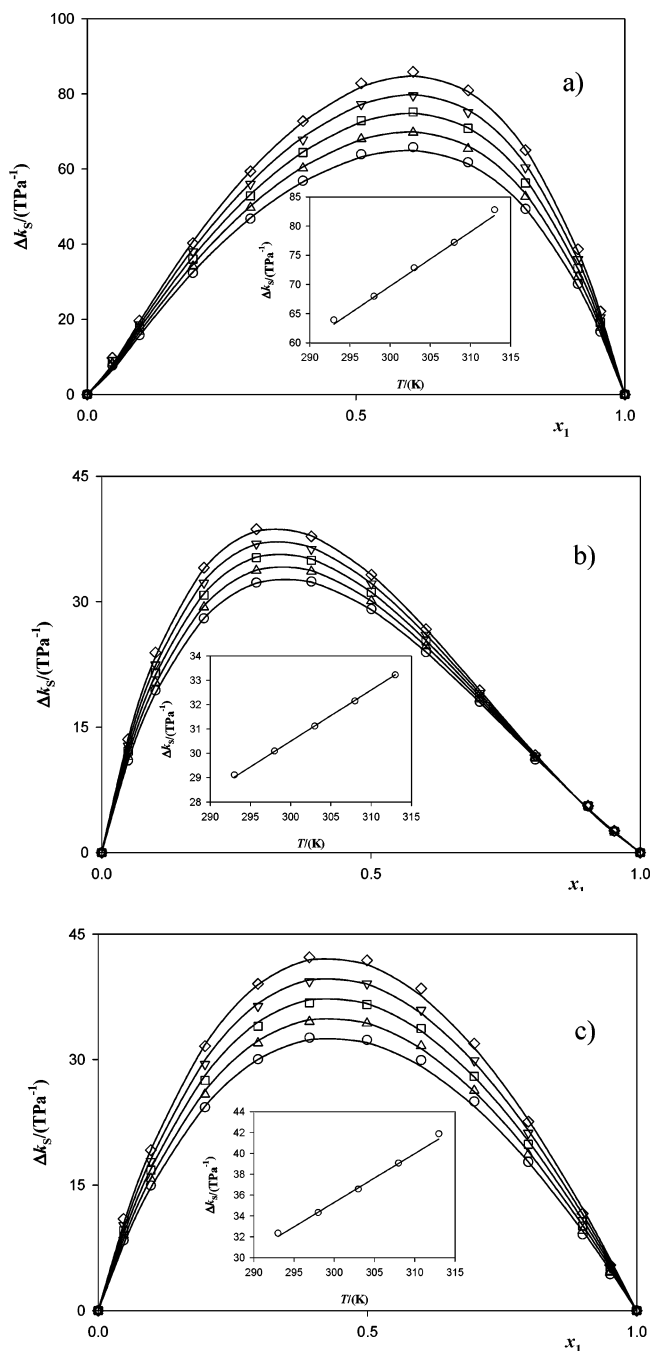 100
80
60
40
20
0
Δk_S/(TPa⁻¹)
a)
85
80
75
70
65
60
Δk_S/(TPa⁻¹)
290 295 300 305 310 315
T/(K)
0.0 0.5 1.0
x₁
45
30
15
0
Δk_S/(TPa⁻¹)
b)
34
33
32
31
30
29
28
Δk_S/(TPa⁻¹)
290 295 300 305 310 315
T/(K)
0.0 0.5 1.0
x₁
45
30
15
0
Δk_S/(TPa⁻¹)
c)
44
42
40
38
36
34
32
30
Δk_S/(TPa⁻¹)
290 295 300 305 310 315
T/(K)
0.0 0.5 1.0
x₁